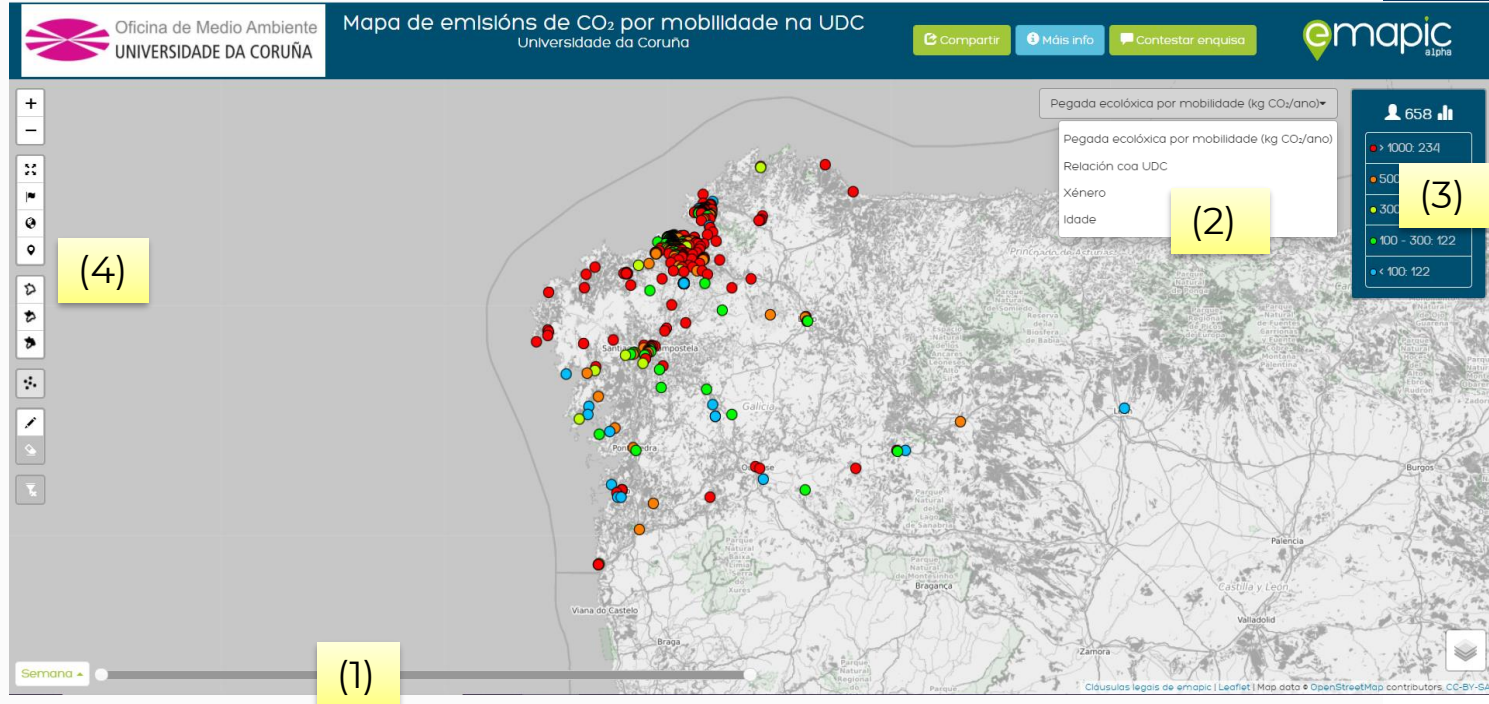 Oficina de Medio Ambiente
UNIVERSIDADE DA CORUÑA
Mapa de emisións de CO₂ por mobilidade na UDC
Universidade da Coruña
Compartir
Máis info
Contestar enquisa
emapic
alpha
+
−
Pegada ecolóxica por mobilidade (kg CO₂/ano)
Pegada ecolóxica por mobilidade (kg CO₂/ano)
Relación coa UDC
Xénero
Idade
(2)
658
> 1000: 234
500
300
100 - 300: 122
< 100: 122
(3)
(4)
Principado de Asturias
Galicia
Burgos
Palencia
Castilla y León
Bragança
Viana do Castelo
Valladolid
Braga
Zamora
Semana
(1)
Cláusulas legais de emapic | Leaflet | Map data © OpenStreetMap contributors, CC-BY-SA